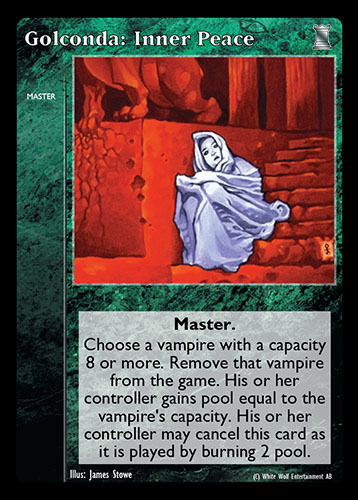 Golconda: Inner Peace
MASTER
Master.
Choose a vampire with a capacity
8 or more. Remove that vampire
from the game. His or her
controller gains pool equal to the
vampire's capacity. His or her
controller may cancel this card as
it is played by burning 2 pool.
Illus: James Stowe
(C) White Wolf Entertainment AB